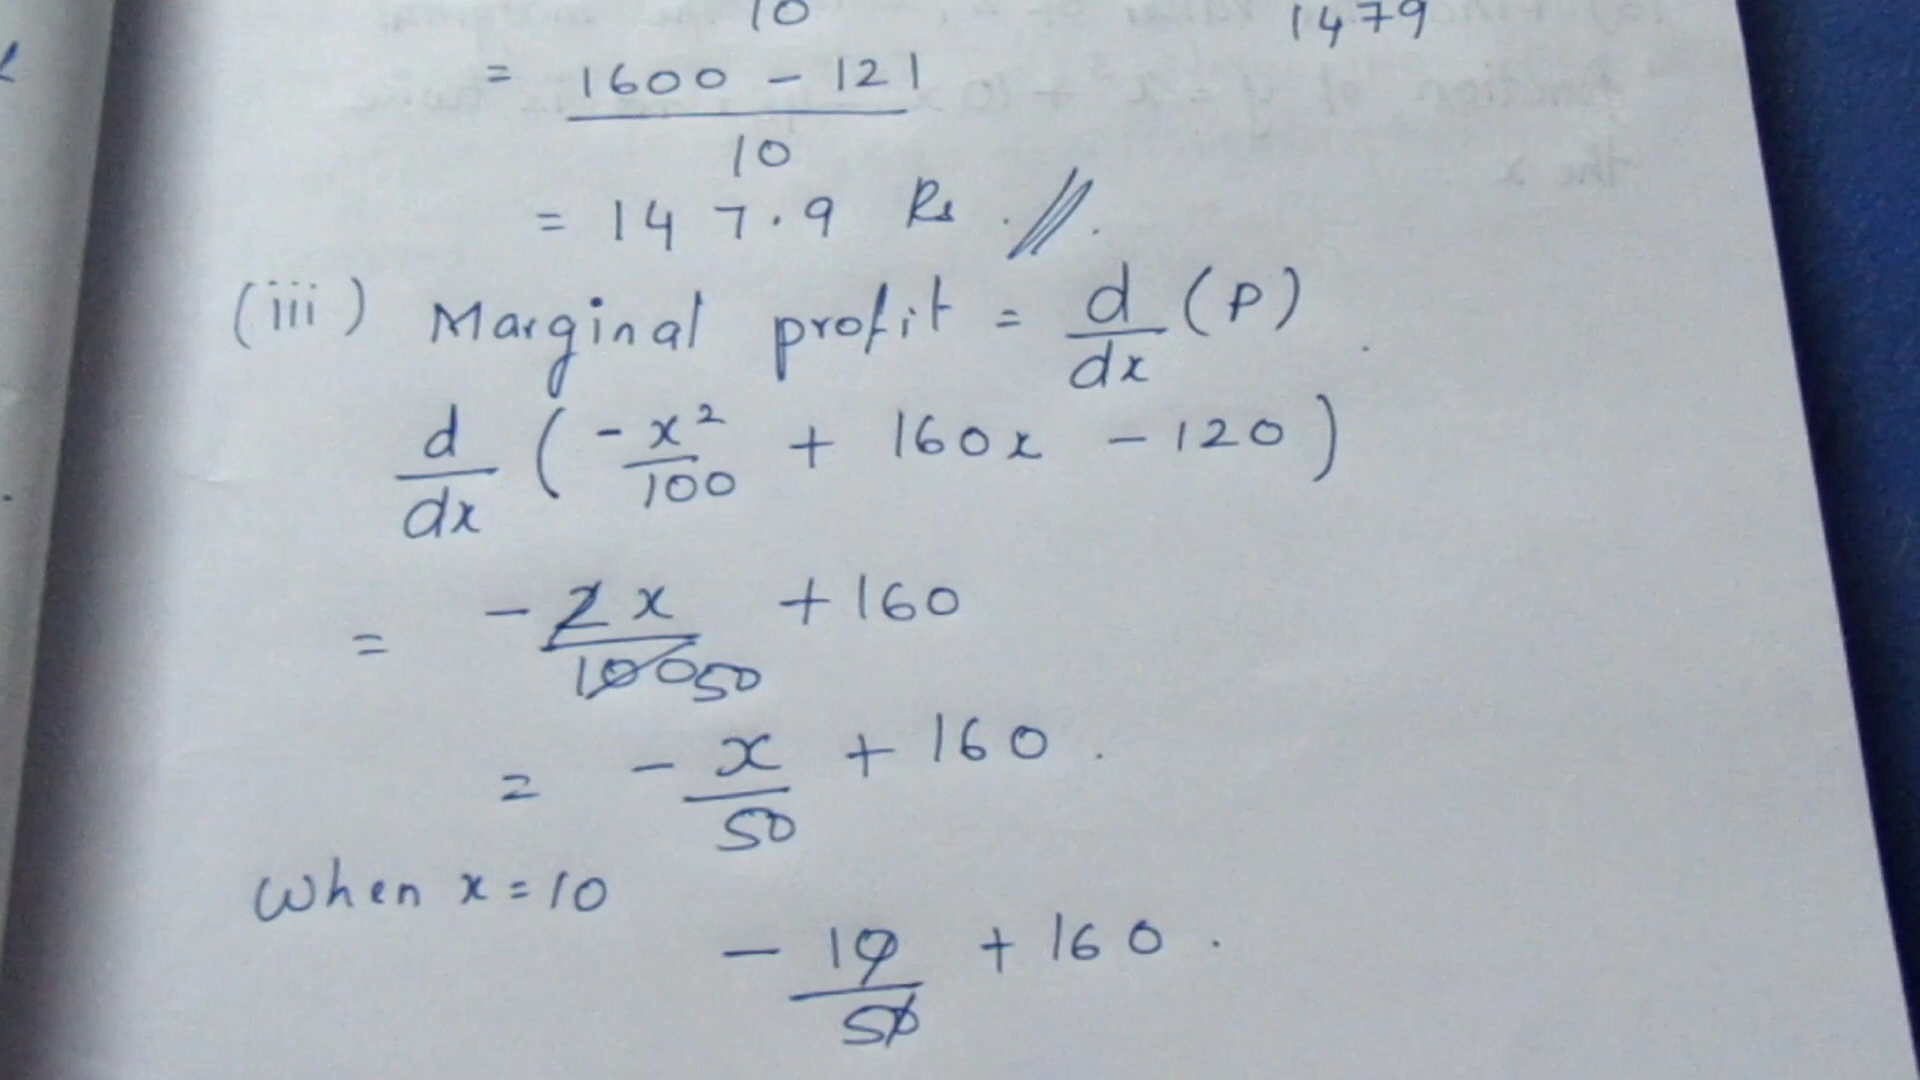 10
1479
= 1600 - 121
10
= 147.9 Rs.
(iii) Marginal profit = d/dx (P)
d/dx ( -x²/100 + 160x - 120 )
= - 2x/100 50 + 160
= - x/50 + 160.
When x = 10
- 10/50 + 160.